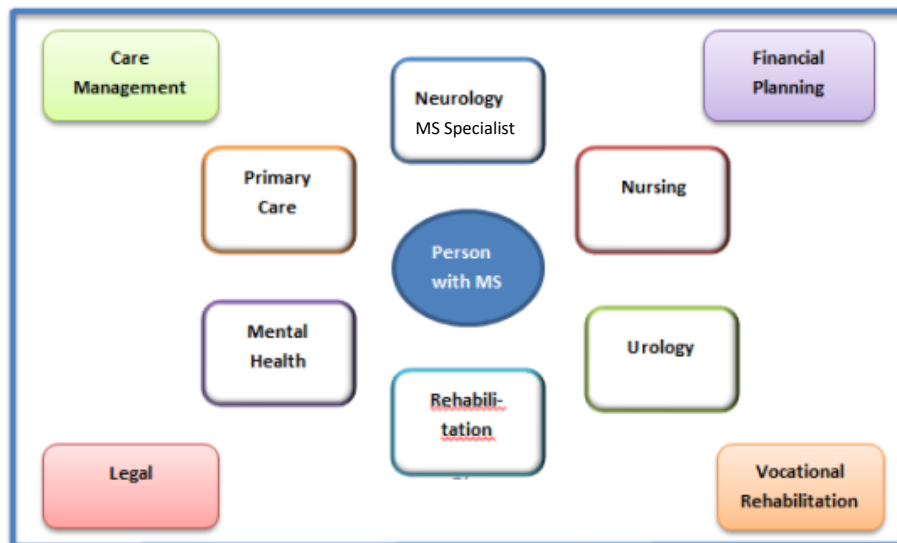 Care
Management
Financial
Planning
Neurology
MS Specialist
Primary
Care
Nursing
Person
with MS
Mental
Health
Urology
Rehabili-
tation
Legal
Vocational
Rehabilitation